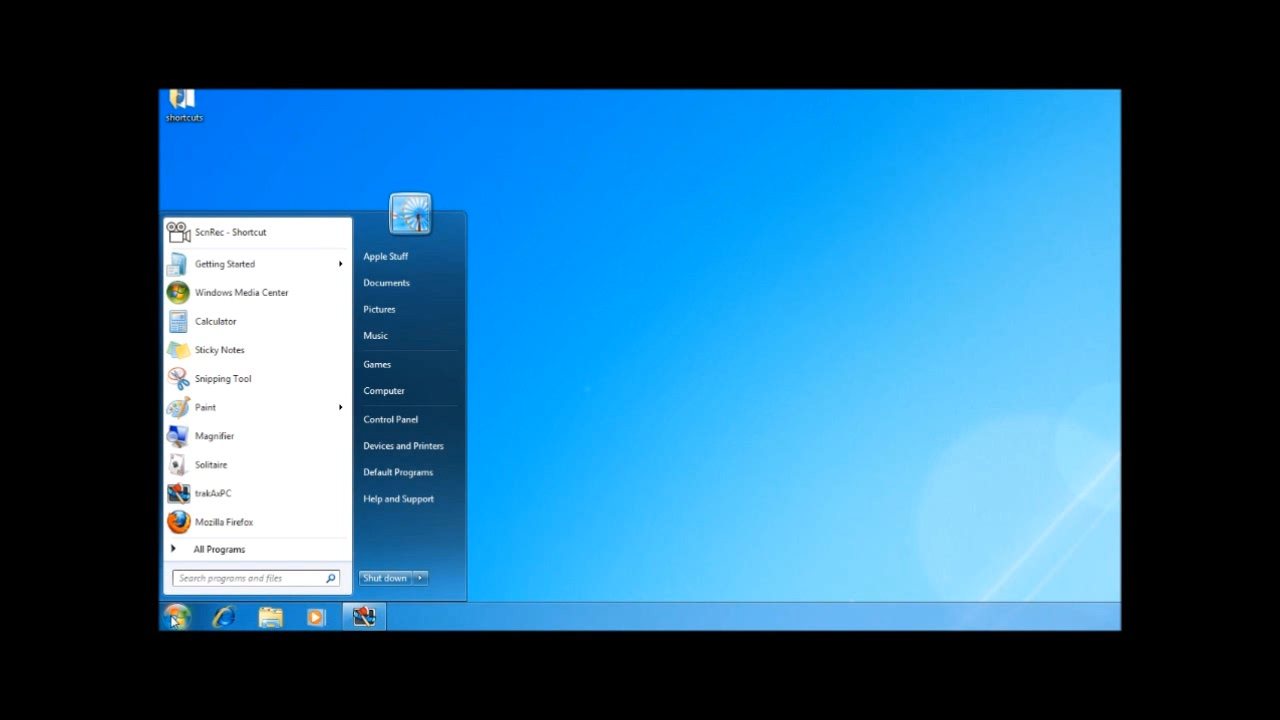 shortcuts
ScnRec - Shortcut
Getting Started
Windows Media Center
Calculator
Sticky Notes
Snipping Tool
Paint
Magnifier
Solitaire
trakAxPC
Mozilla Firefox
All Programs
Search programs and files
Apple Stuff
Documents
Pictures
Music
Games
Computer
Control Panel
Devices and Printers
Default Programs
Help and Support
Shut down